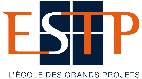 ESTP
L'ÉCOLE DES GRANDS PROJETS